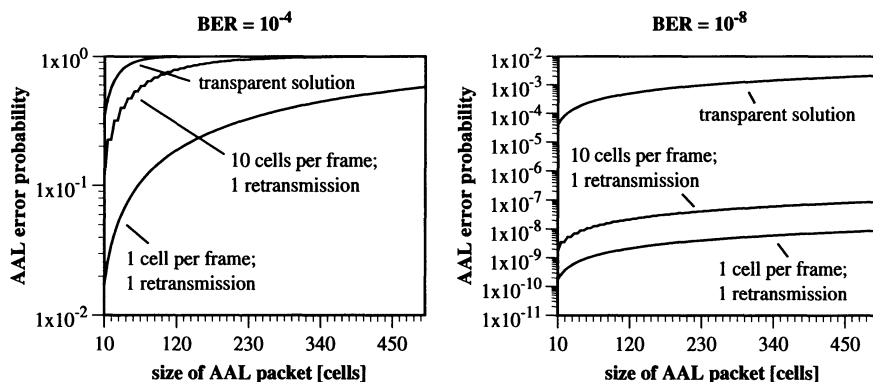 BER = 10⁻⁴
AAL error probability
1x10⁰
1x10⁻¹
1x10⁻²
transparent solution
10 cells per frame;
1 retransmission
1 cell per frame;
1 retransmission
10 120 230 340 450
size of AAL packet [cells]
BER = 10⁻⁸
AAL error probability
1x10⁻²
1x10⁻³
1x10⁻⁴
1x10⁻⁵
1x10⁻⁶
1x10⁻⁷
1x10⁻⁸
1x10⁻⁹
1x10⁻¹⁰
1x10⁻¹¹
transparent solution
10 cells per frame;
1 retransmission
1 cell per frame;
1 retransmission
10 120 230 340 450
size of AAL packet [cells]